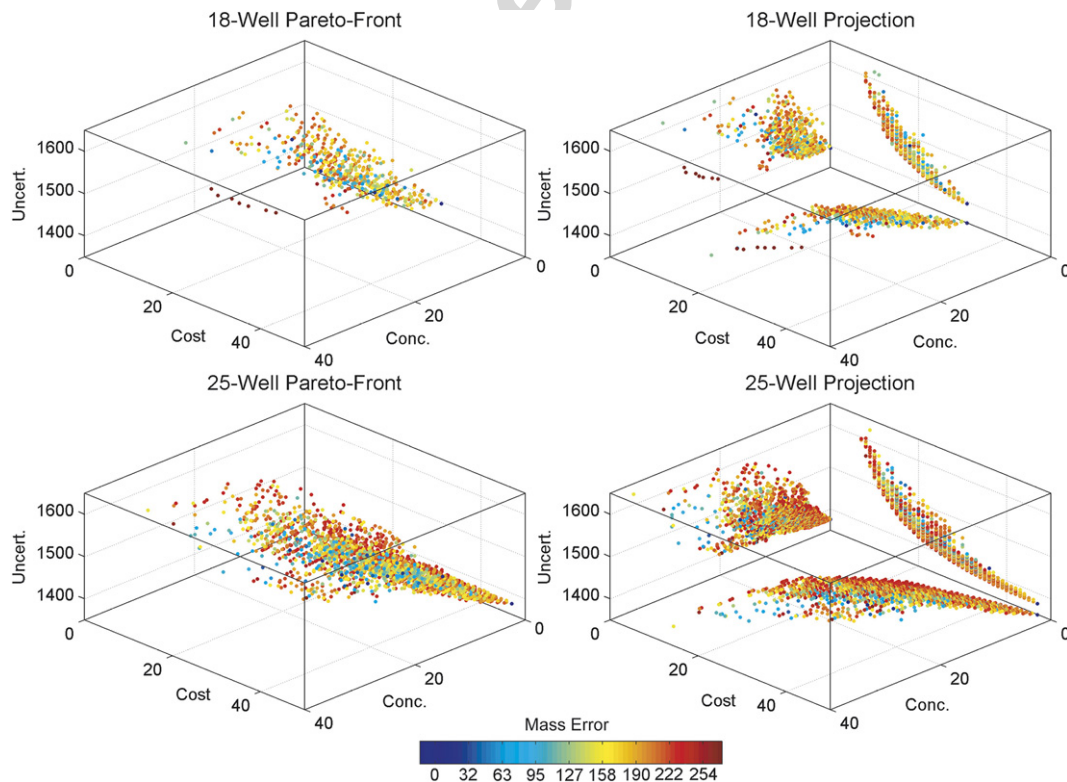 18-Well Pareto-Front
18-Well Projection
Uncert.
1600
1500
1400
0
20
Cost
40
40
Conc.
20
0
Uncert.
1600
1500
1400
0
20
Cost
40
40
Conc.
20
0
25-Well Pareto-Front
25-Well Projection
Uncert.
1600
1500
1400
0
20
Cost
40
40
Conc.
20
0
Uncert.
1600
1500
1400
0
20
Cost
40
40
Conc.
20
0
Mass Error
0 32 63 95 127 158 190 222 254